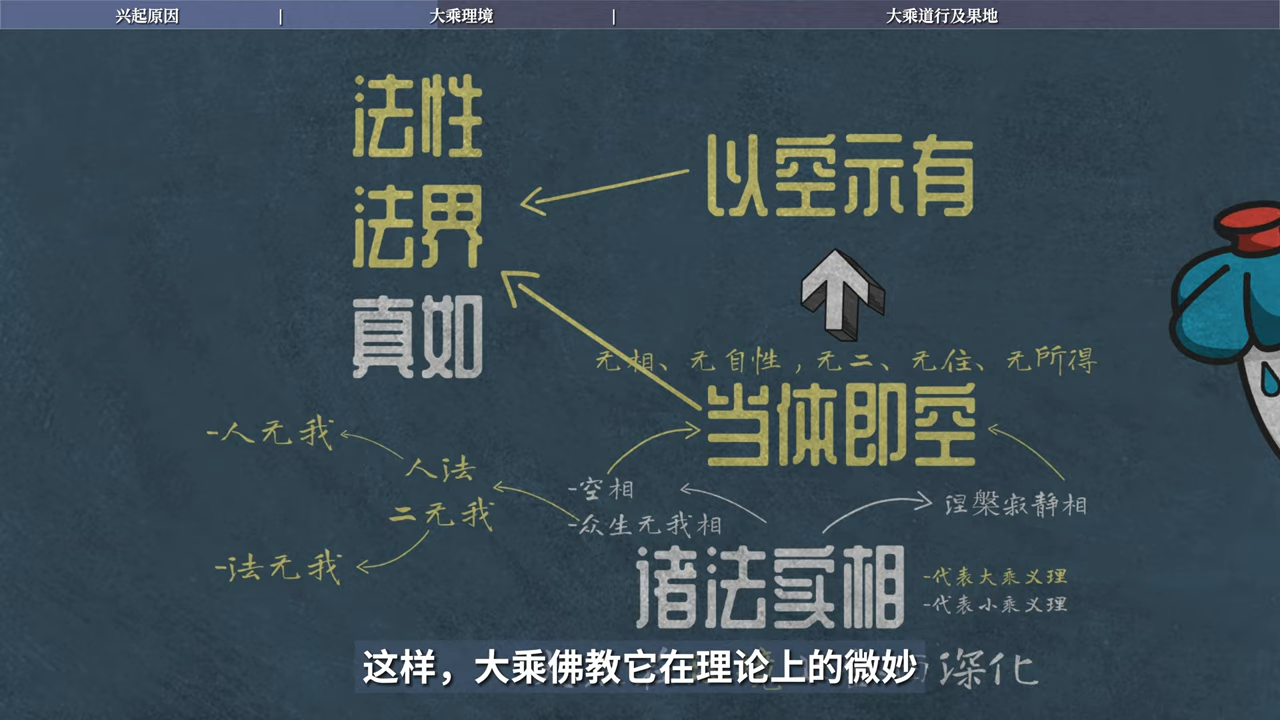 兴起原因 | 大乘理境 | 大乘道行及果地
法性
法界
真如
以空示有
无相、无自性，无二、无住、无所得
当体即空
-人无我
人法
二无我
-法无我
-空相
-众生无我相
涅槃寂静相
诸法实相
-代表大乘义理
-代表小乘义理
这样，大乘佛教它在理论上的微妙
深化